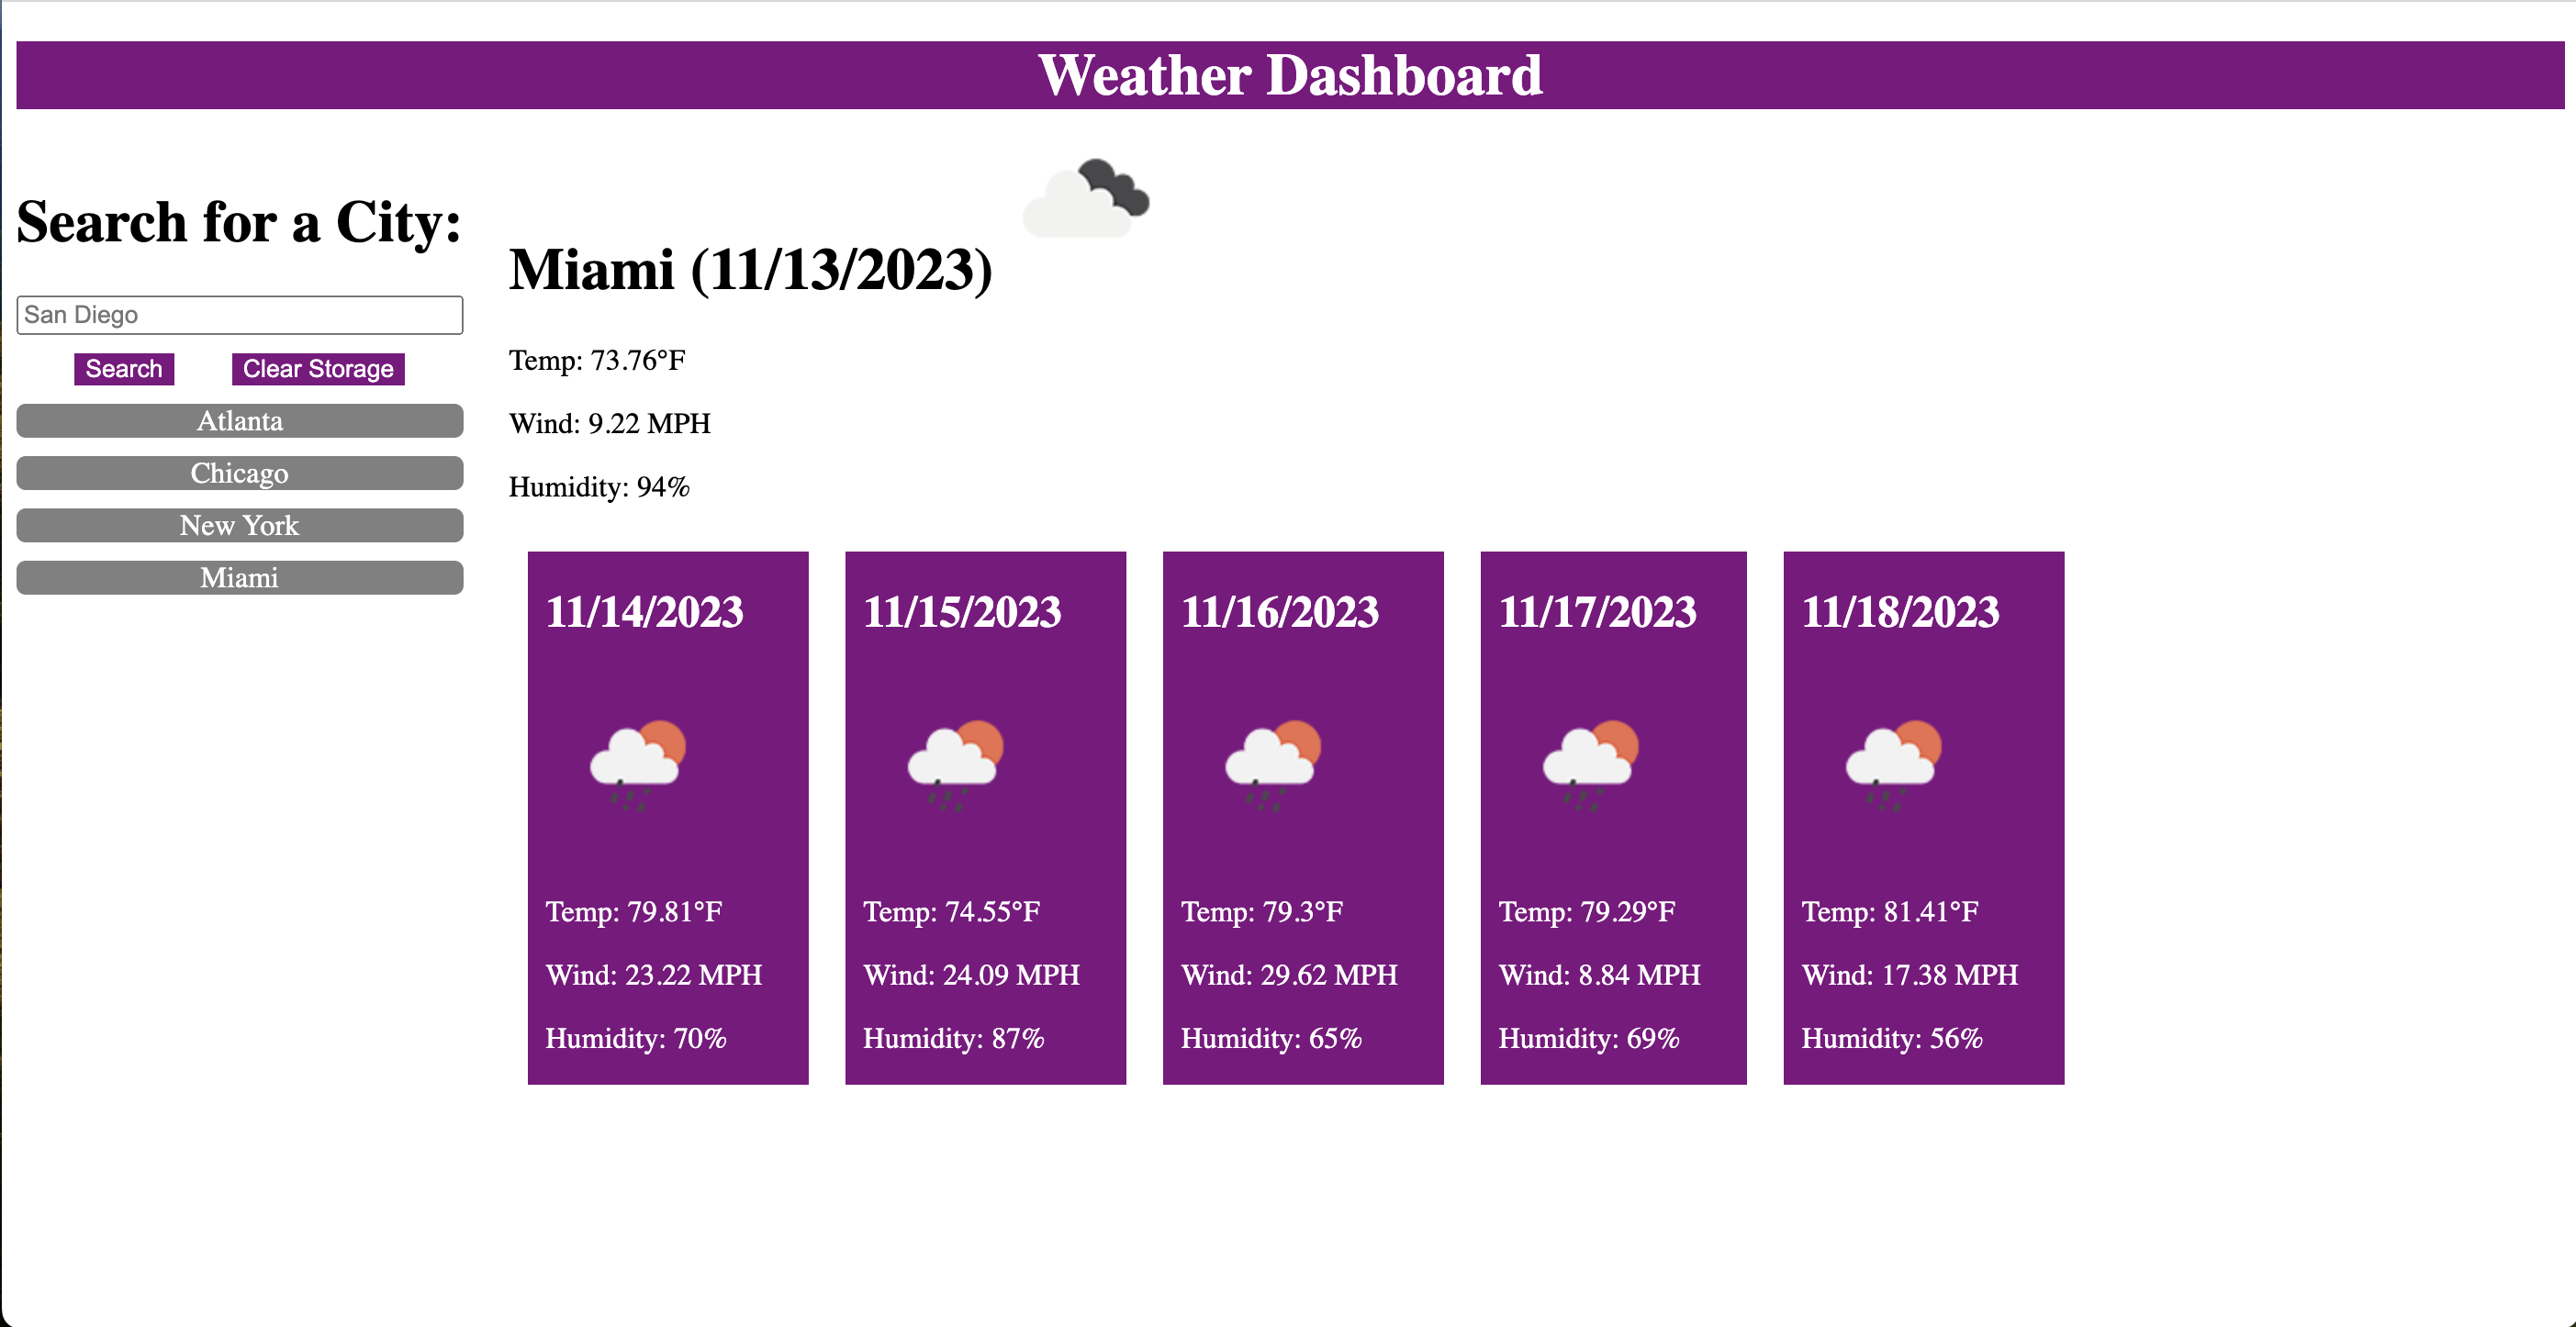 Weather Dashboard
Search for a City:
San Diego
Search
Clear Storage
Atlanta
Chicago
New York
Miami
Miami (11/13/2023)
Temp: 73.76°F
Wind: 9.22 MPH
Humidity: 94%
11/14/2023
Temp: 79.81°F
Wind: 23.22 MPH
Humidity: 70%
11/15/2023
Temp: 74.55°F
Wind: 24.09 MPH
Humidity: 87%
11/16/2023
Temp: 79.3°F
Wind: 29.62 MPH
Humidity: 65%
11/17/2023
Temp: 79.29°F
Wind: 8.84 MPH
Humidity: 69%
11/18/2023
Temp: 81.41°F
Wind: 17.38 MPH
Humidity: 56%